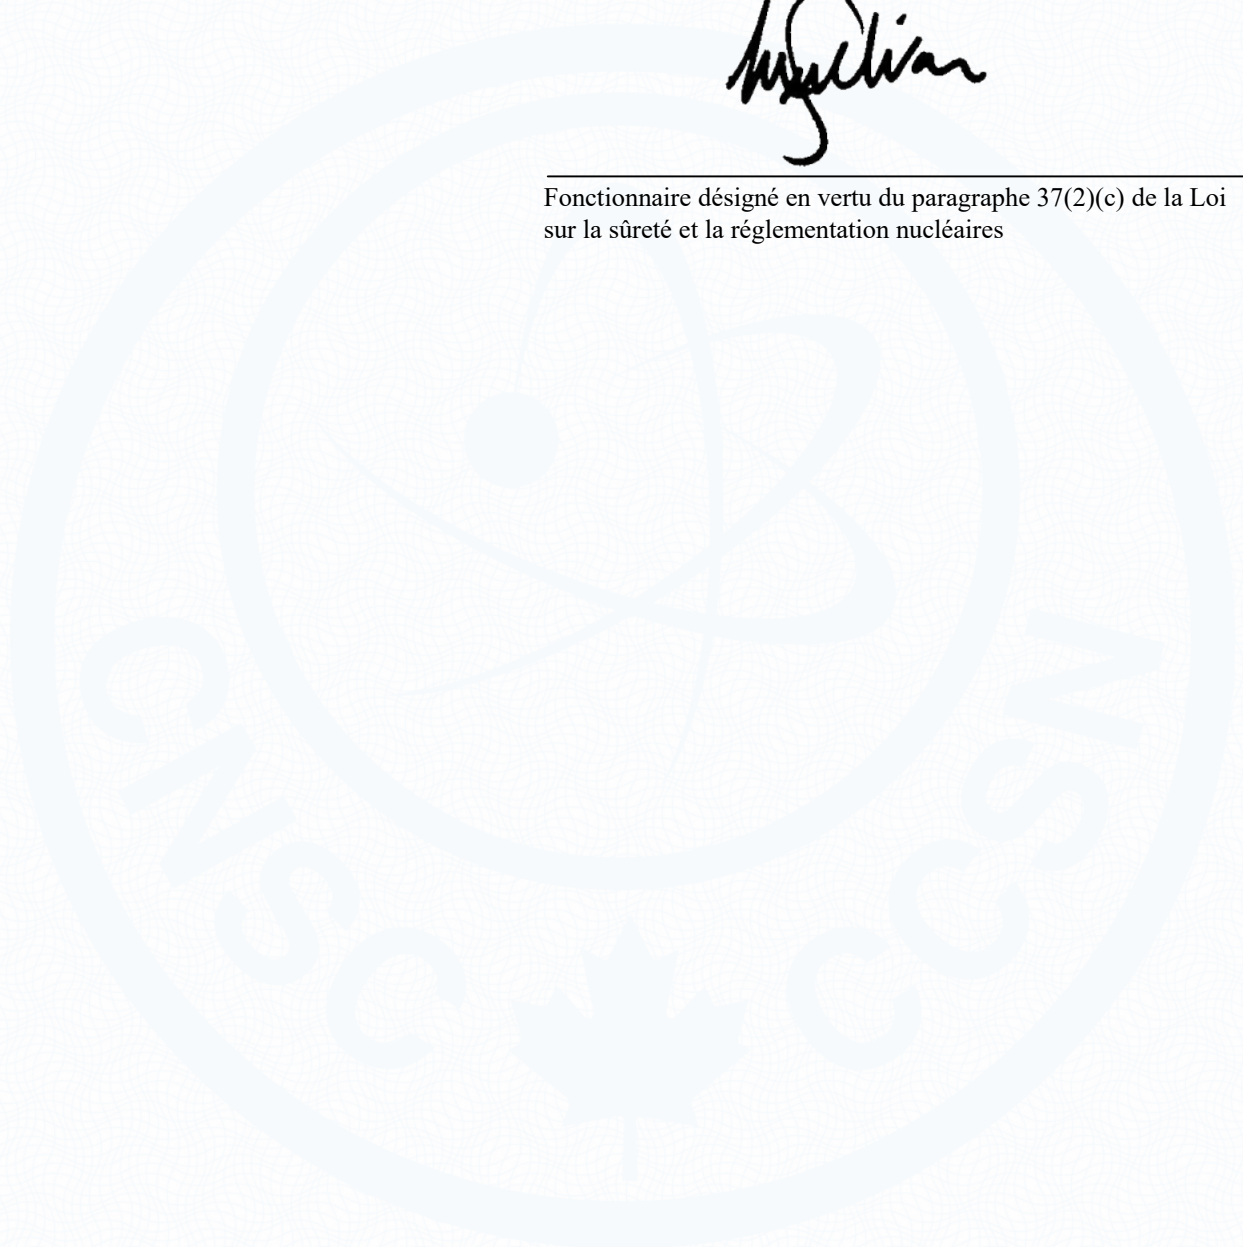 Fonctionnaire désigné en vertu du paragraphe 37(2)(c) de la Loi
sur la sûreté et la réglementation nucléaires
CNSC CCSN